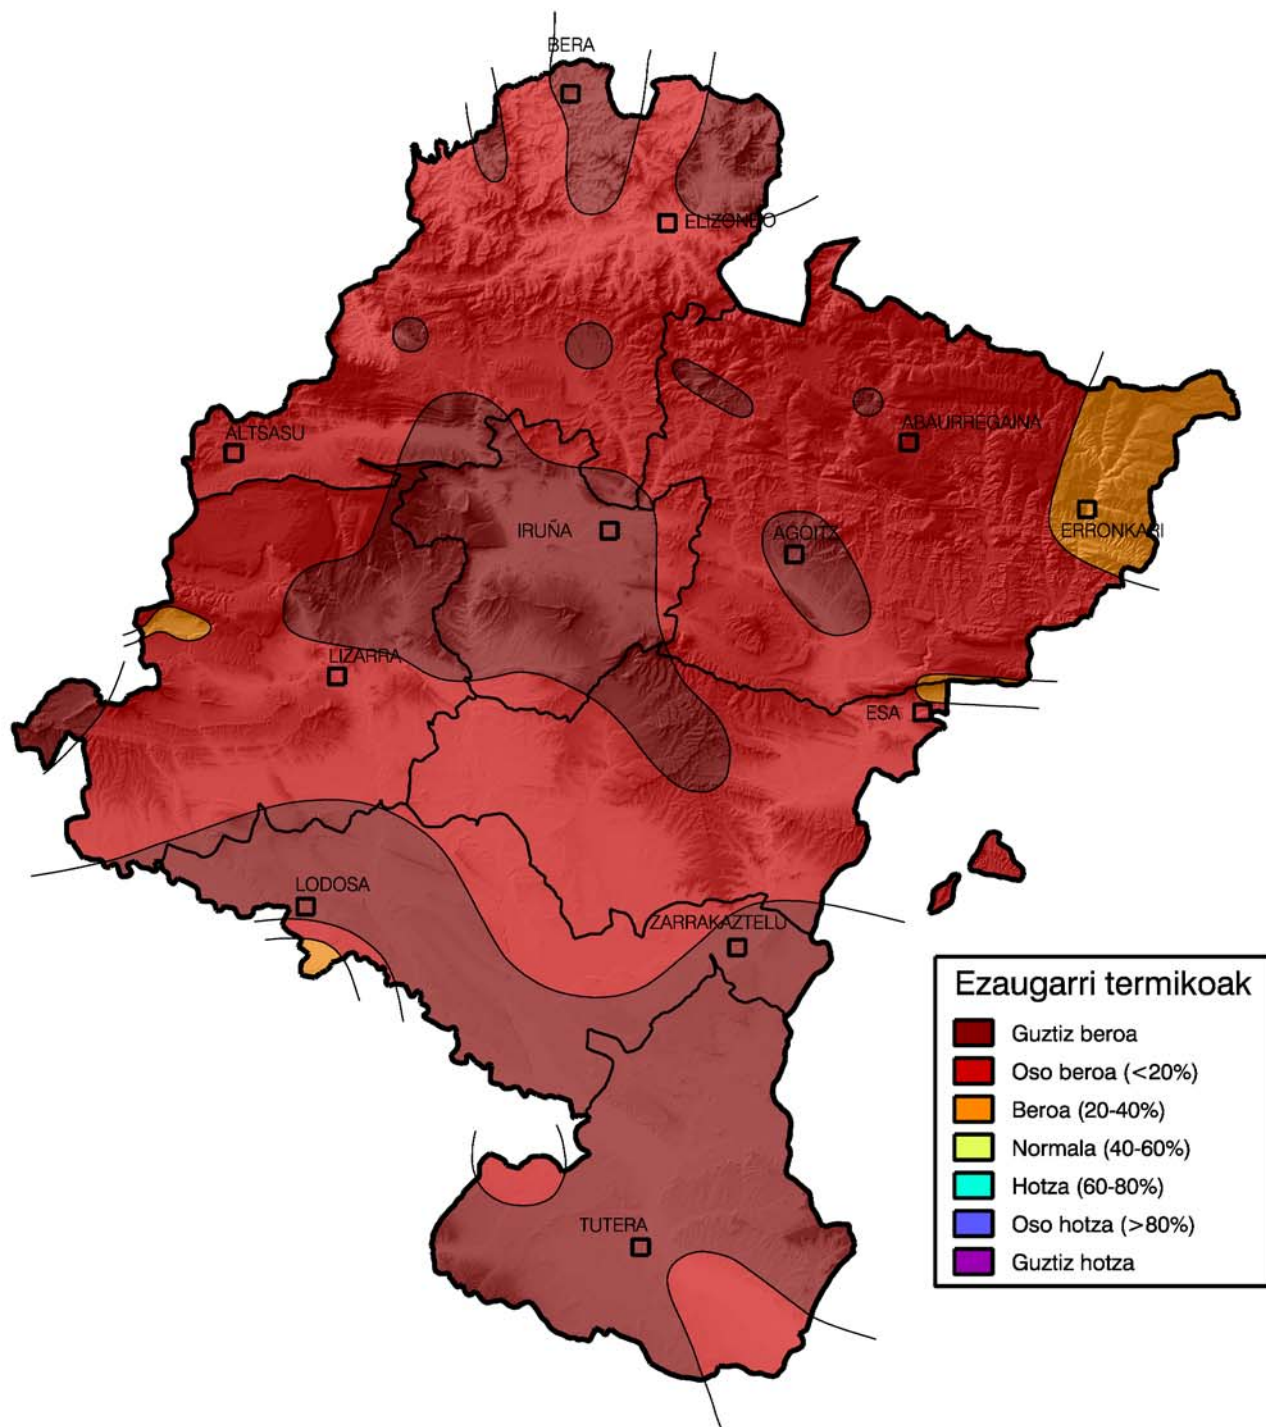 BERA
ELIZONDO
ALTSASU
ABAURREGAINA
IRUÑA
AGOITZ
ERRONKARI
LIZARRA
ESA
LODOSA
ZARRAKAZTELU
TUTERA
Ezaugarri termikoak
Guztiz beroa
Oso beroa (<20%)
Beroa (20-40%)
Normala (40-60%)
Hotza (60-80%)
Oso hotza (>80%)
Guztiz hotza